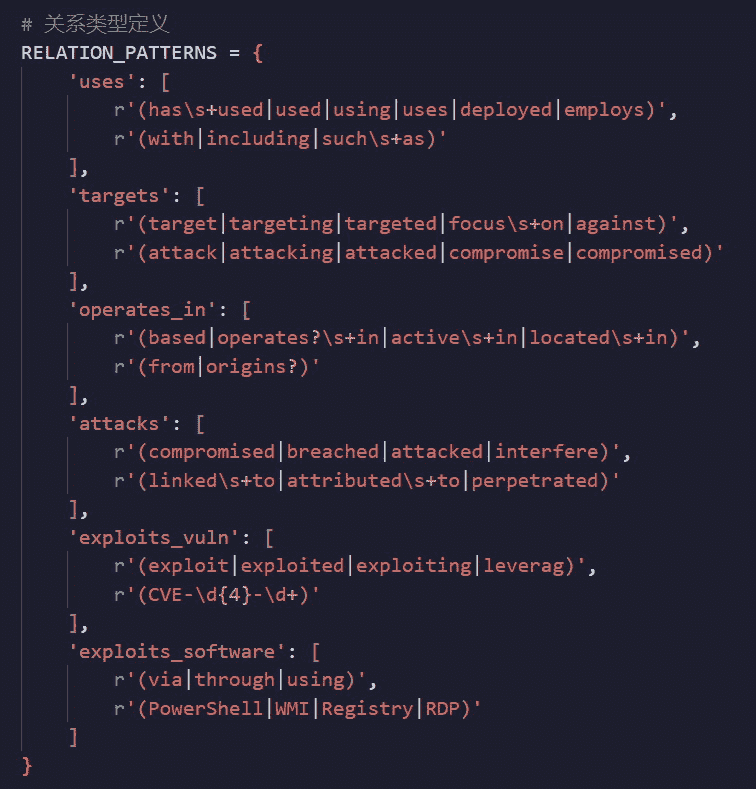 # 关系类型定义
RELATION_PATTERNS = {
    'uses': [
        r'(has\s+used|used|using|uses|deployed|employs)',
        r'(with|including|such\s+as)'
    ],
    'targets': [
        r'(target|targeting|targeted|focus\s+on|against)',
        r'(attack|attacking|attacked|compromise|compromised)'
    ],
    'operates_in': [
        r'(based|operates?\s+in|active\s+in|located\s+in)',
        r'(from|origins?)'
    ],
    'attacks': [
        r'(compromised|breached|attacked|interfere)',
        r'(linked\s+to|attributed\s+to|perpetrated)'
    ],
    'exploits_vuln': [
        r'(exploit|exploited|exploiting|leverag)',
        r'(CVE-\d{4}-\d+)'
    ],
    'exploits_software': [
        r'(via|through|using)',
        r'(PowerShell|WMI|Registry|RDP)'
    ]
}